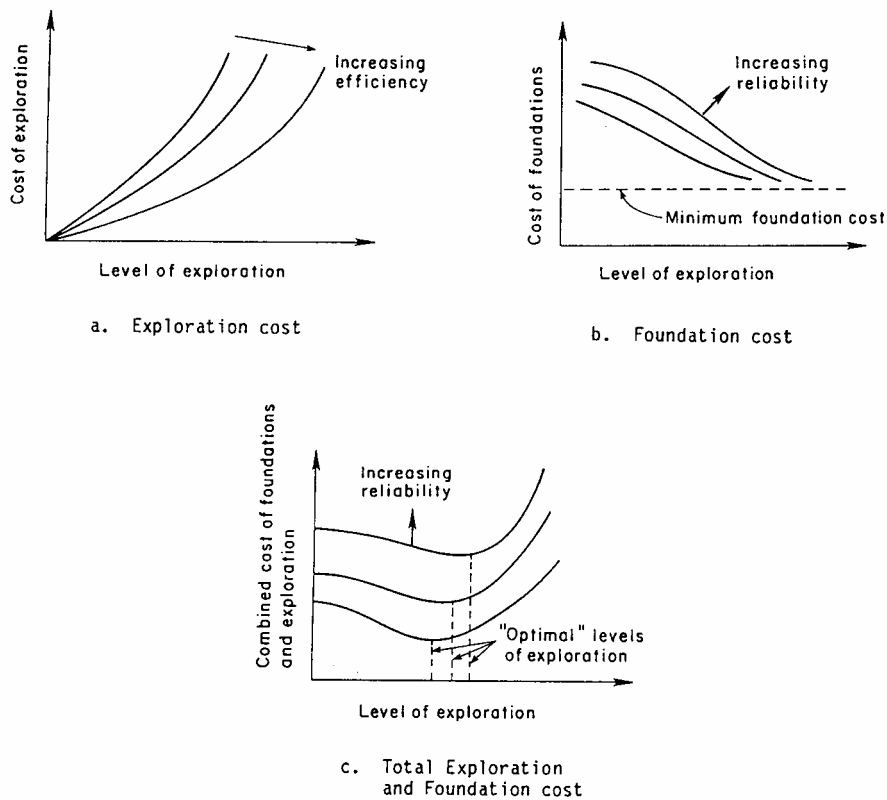 Cost of exploration
Increasing
efficiency
Level of exploration
a. Exploration cost
Cost of foundations
Increasing
reliability
Minimum foundation cost
Level of exploration
b. Foundation cost
Combined cost of foundations
and exploration
Increasing
reliability
"Optimal" levels
of exploration
Level of exploration
c. Total Exploration
and Foundation cost